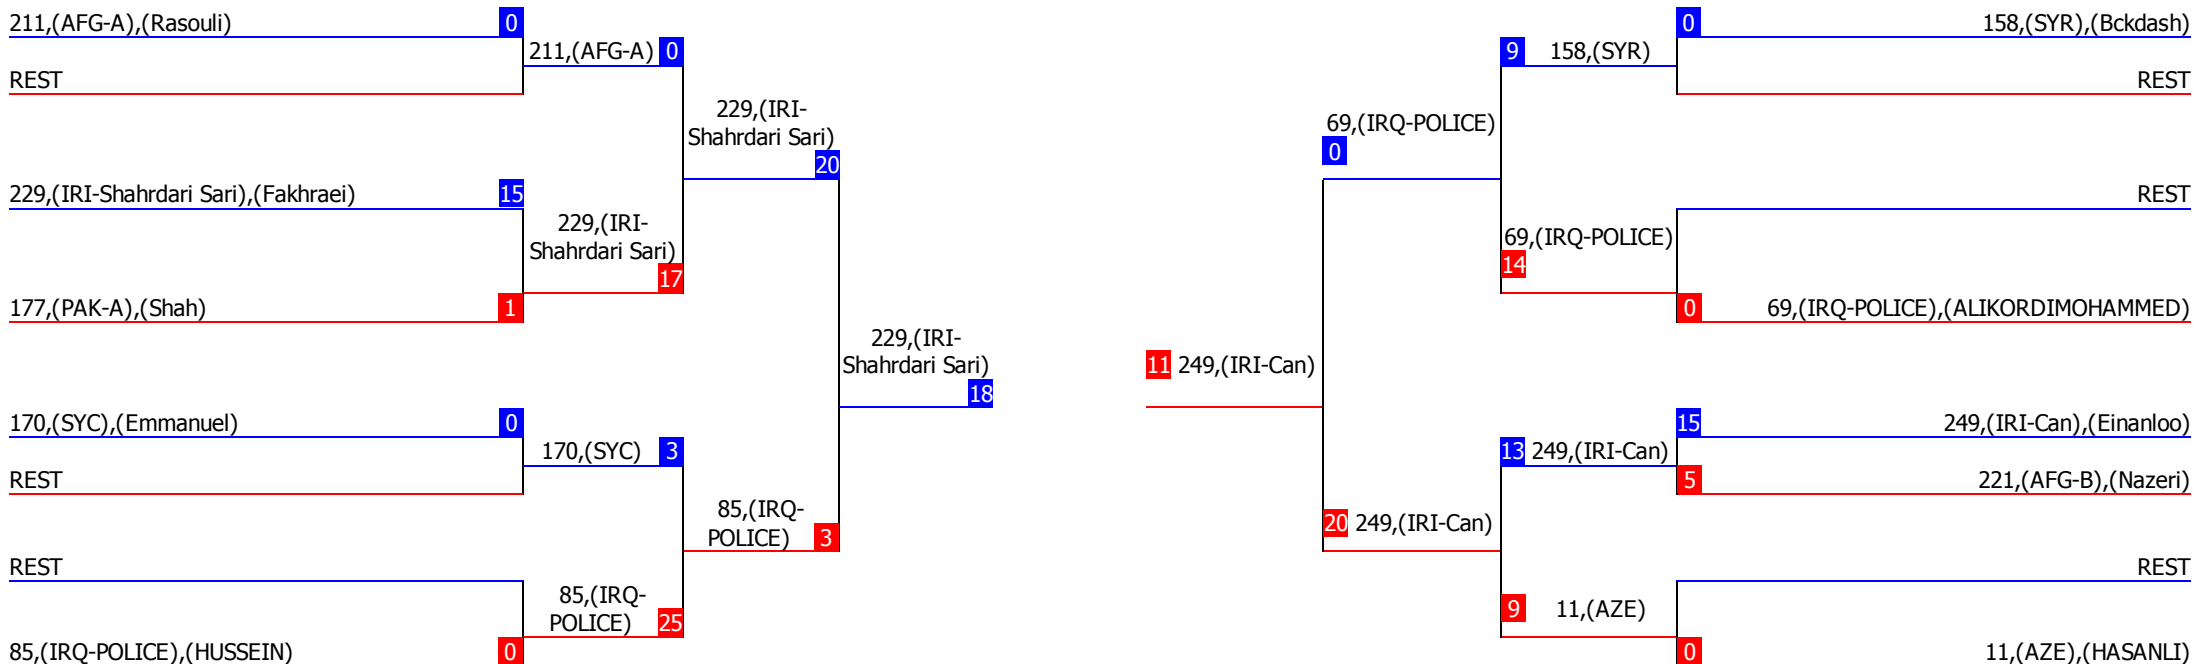 211,(AFG-A),(Rasouli)
0
211,(AFG-A)
0
REST
229,(IRI-
Shahrdari Sari)
20
229,(IRI-Shahrdari Sari),(Fakhraei)
15
229,(IRI-
Shahrdari Sari)
17
177,(PAK-A),(Shah)
1
229,(IRI-
Shahrdari Sari)
18
170,(SYC),(Emmanuel)
0
170,(SYC)
3
REST
85,(IRQ-
POLICE)
3
REST
85,(IRQ-
POLICE)
25
85,(IRQ-POLICE),(HUSSEIN)
0
0
158,(SYR),(Bckdash)
9
158,(SYR)
REST
69,(IRQ-POLICE)
0
REST
69,(IRQ-POLICE)
14
0
69,(IRQ-POLICE),(ALIKORDIMOHAMMED)
11
249,(IRI-Can)
15
249,(IRI-Can),(Einanloo)
13
249,(IRI-Can)
5
221,(AFG-B),(Nazeri)
20
249,(IRI-Can)
REST
9
11,(AZE)
0
11,(AZE),(HASANLI)